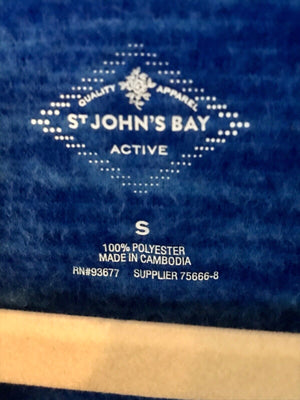 QUALITY APPAREL
ST JOHN'S BAY
ACTIVE
S
100% POLYESTER
MADE IN CAMBODIA
RN#93677 SUPPLIER 75666-8